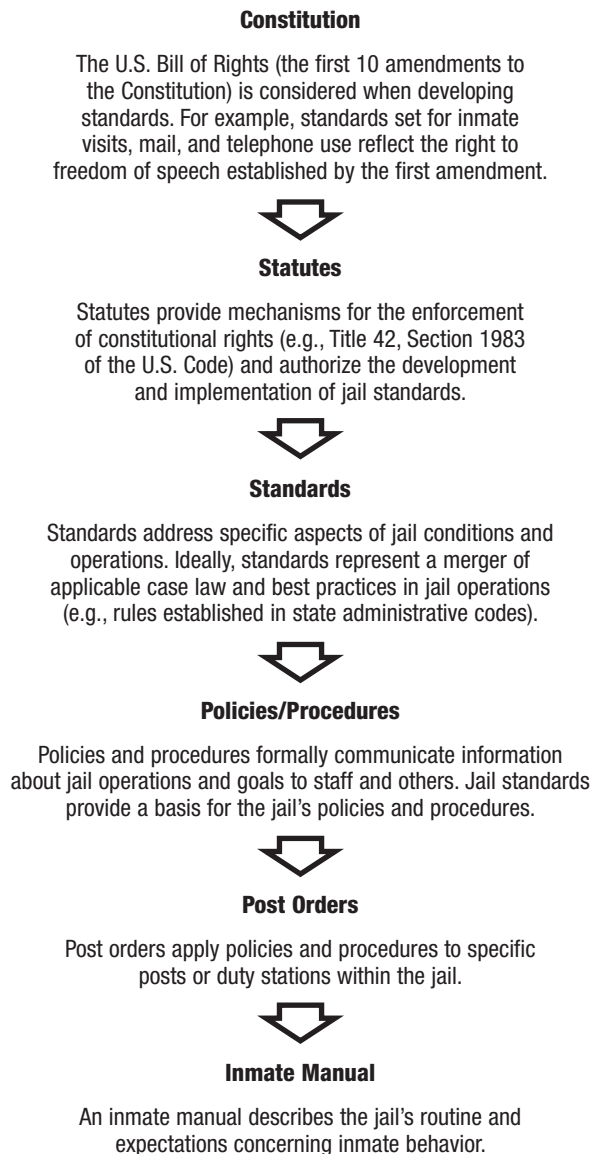 Constitution
The U.S. Bill of Rights (the first 10 amendments to
the Constitution) is considered when developing
standards. For example, standards set for inmate
visits, mail, and telephone use reflect the right to
freedom of speech established by the first amendment.
Statutes
Statutes provide mechanisms for the enforcement
of constitutional rights (e.g., Title 42, Section 1983
of the U.S. Code) and authorize the development
and implementation of jail standards.
Standards
Standards address specific aspects of jail conditions and
operations. Ideally, standards represent a merger of
applicable case law and best practices in jail operations
(e.g., rules established in state administrative codes).
Policies/Procedures
Policies and procedures formally communicate information
about jail operations and goals to staff and others. Jail standards
provide a basis for the jail’s policies and procedures.
Post Orders
Post orders apply policies and procedures to specific
posts or duty stations within the jail.
Inmate Manual
An inmate manual describes the jail’s routine and
expectations concerning inmate behavior.